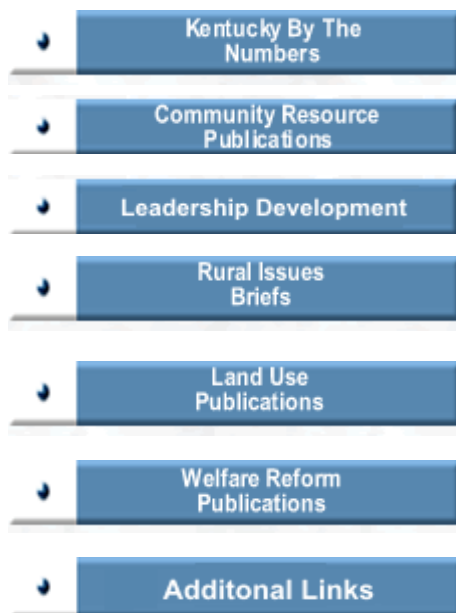 Kentucky By The
Numbers
Community Resource
Publications
Leadership Development
Rural Issues
Briefs
Land Use
Publications
Welfare Reform
Publications
Additonal Links